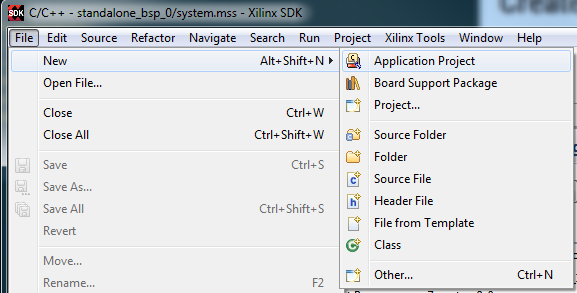 Creati
SDK C/C++ - standalone_bsp_0/system.mss - Xilinx SDK
File Edit Source Refactor Navigate Search Run Project Xilinx Tools Window Help
New Alt+Shift+N
Open File...
Close Ctrl+W
Close All Ctrl+Shift+W
Save Ctrl+S
Save As...
Save All Ctrl+Shift+S
Revert
Move...
Rename... F2
Application Project
Board Support Package
Project...
Source Folder
Folder
Source File
Header File
File from Template
Class
Other... Ctrl+N